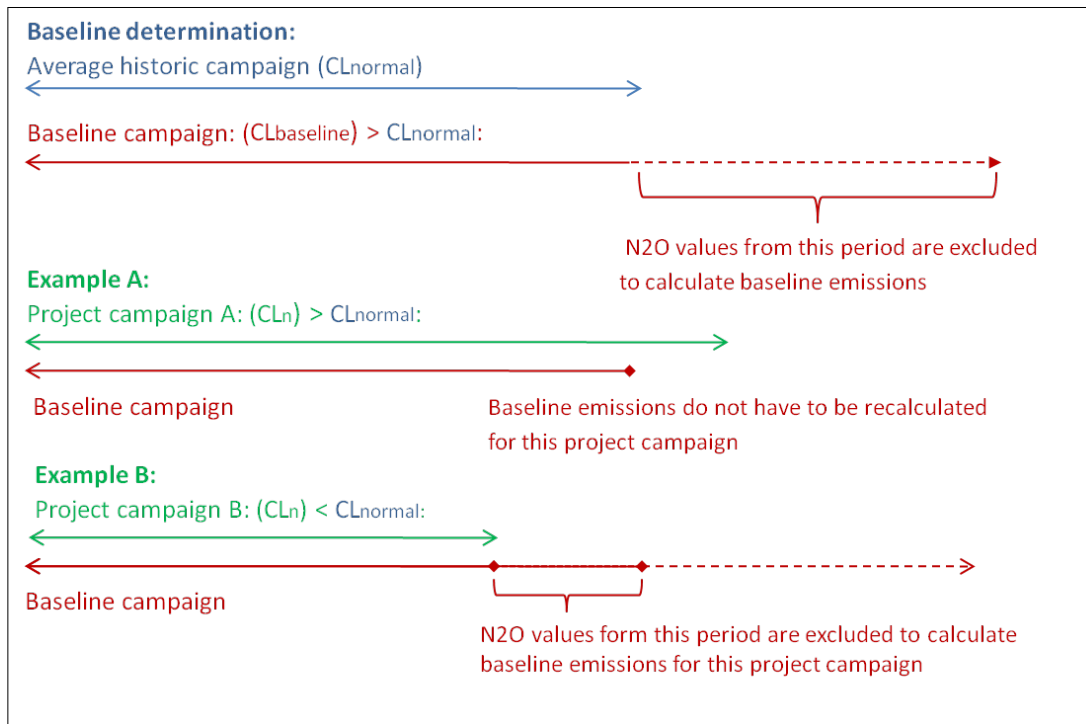 Baseline determination:
Average historic campaign (CLnormal)
Baseline campaign: (CLbaseline) > CLnormal:
N2O values from this period are excluded
to calculate baseline emissions
Example A:
Project campaign A: (CLn) > CLnormal:
Baseline campaign
Baseline emissions do not have to be recalculated
for this project campaign
Example B:
Project campaign B: (CLn) < CLnormal:
Baseline campaign
N2O values form this period are excluded to calculate
baseline emissions for this project campaign